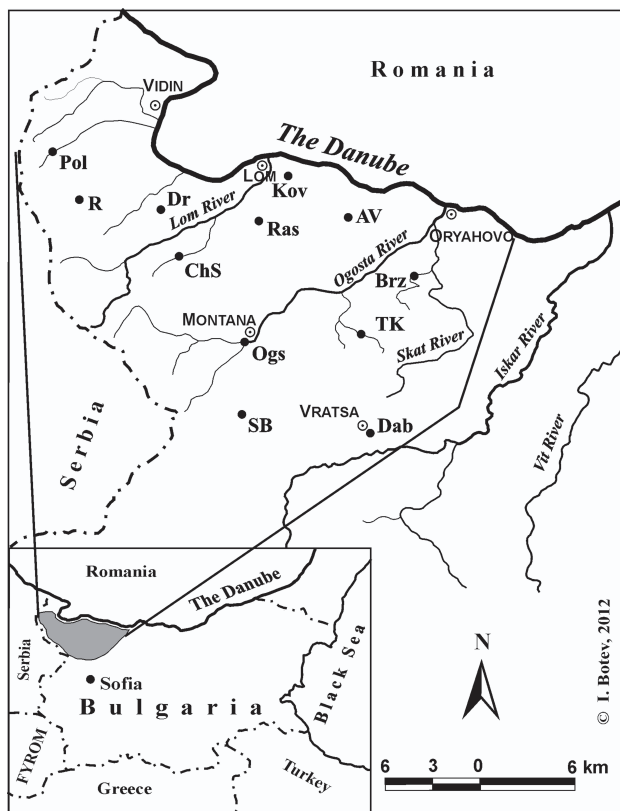 Romania
VIDIN
The Danube
Pol
LOM
Kov
R
Dr
Lom River
Ras
AV
ORYAHOVO
ChS
Ogosta River
Brz
MONTANA
Ogs
TK
Skat River
Iskar River
SB
VRATSA
Dab
Vit River
Serbia
Romania
The Danube
Serbia
Sofia
Bulgaria
Black Sea
FYROM
Greece
Turkey
N
6 3 0 6 km
© I. Botev, 2012